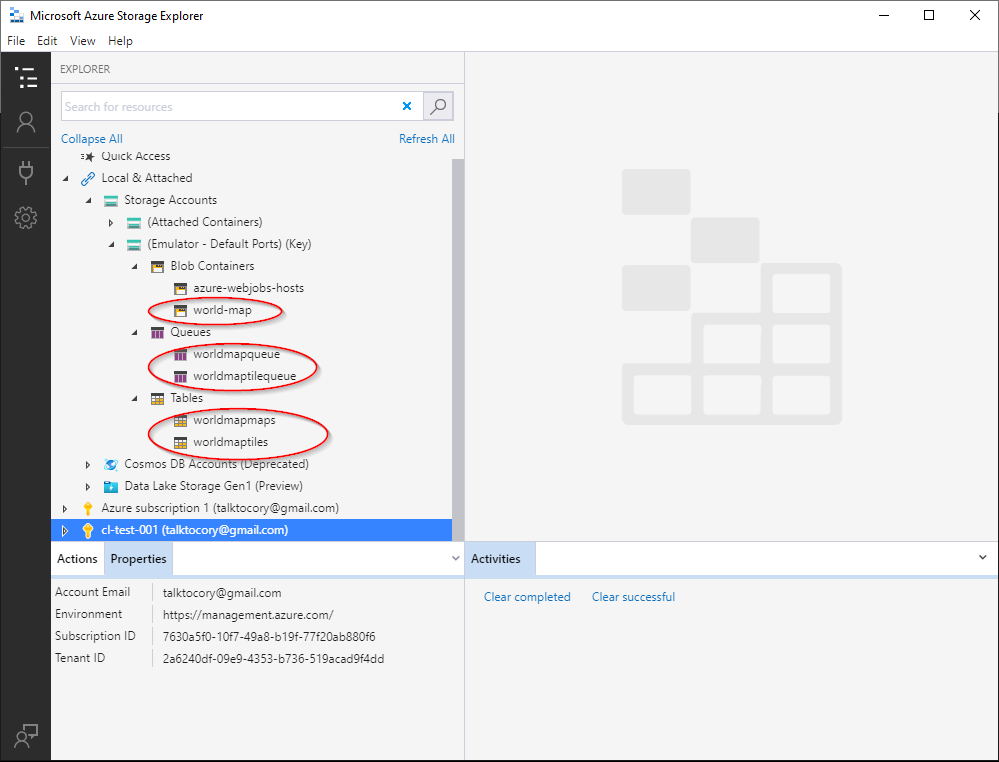 Microsoft Azure Storage Explorer
File Edit View Help
EXPLORER
Search for resources
Collapse All Refresh All
Quick Access
Local & Attached
Storage Accounts
(Attached Containers)
(Emulator - Default Ports) (Key)
Blob Containers
azure-webjobs-hosts
world-map
Queues
worldmapqueue
worldmaptilequeue
Tables
worldmapmaps
worldmaptiles
Cosmos DB Accounts (Deprecated)
Data Lake Storage Gen1 (Preview)
Azure subscription 1 (talktocory@gmail.com)
cl-test-001 (talktocory@gmail.com)
Actions Properties
Account Email talktocory@gmail.com
Environment https://management.azure.com/
Subscription ID 7630a5f0-10f7-49a8-b19f-77f20ab880f6
Tenant ID 2a6240df-09e9-4353-b736-519acad9f4dd
Activities
Clear completed Clear successful